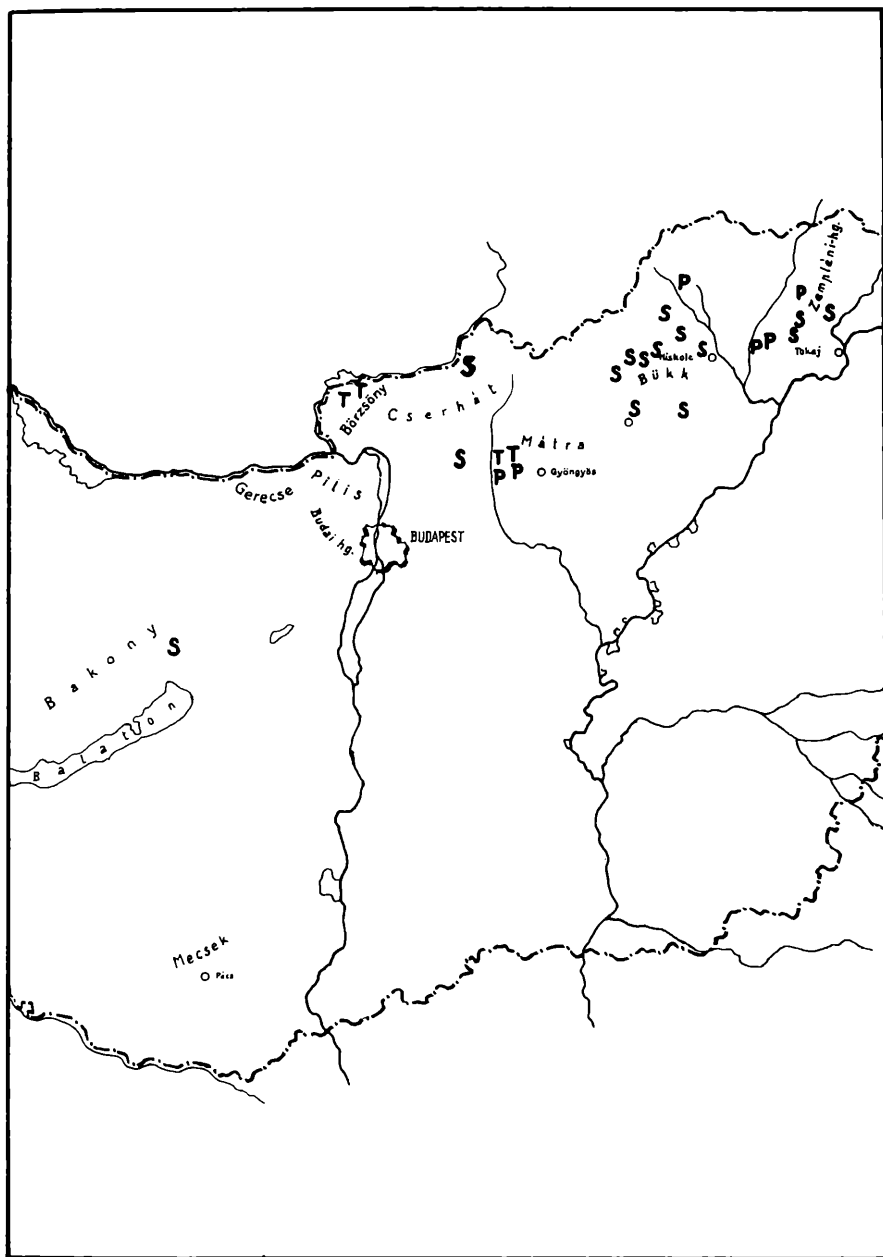 Zempléni-hg.
P
P
S
S
S
S
P P
S
Tokaj
S
S
S
S
S
S
S
Miskolc
Bükk
S
S
S
T T
Börzsöny
Cserhát
S
T T
P P
Mátra
Gyöngyös
Gerecse
Pilis
Budai hg.
BUDAPEST
Bakony
S
Balaton
Mecsek
Pécs